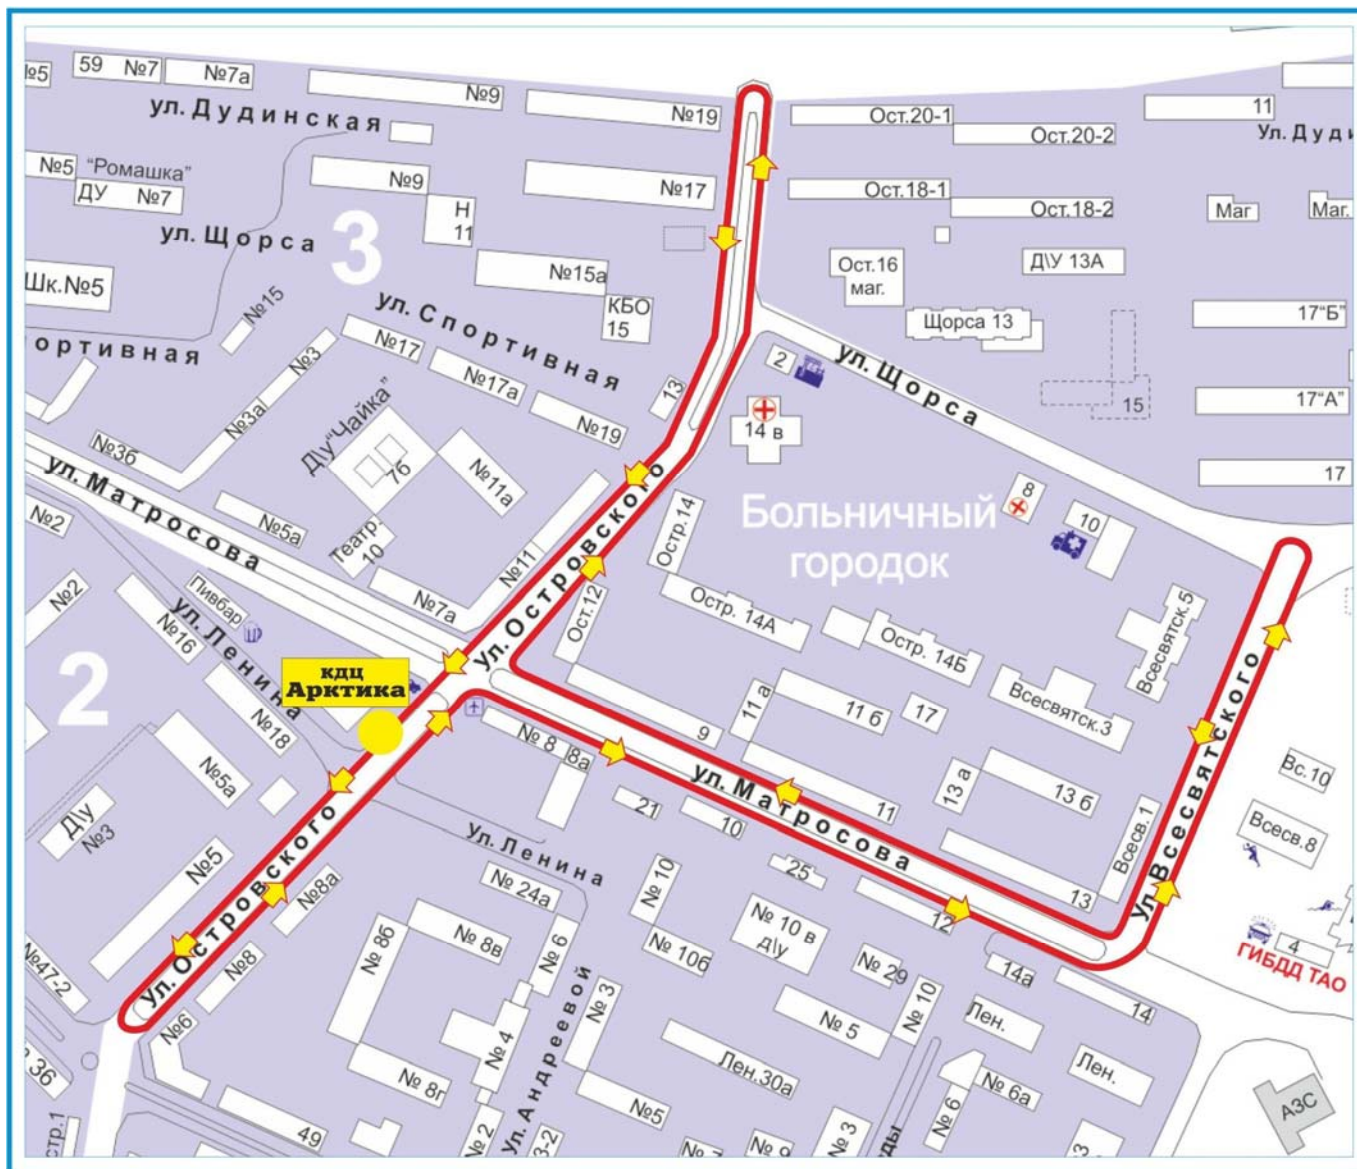 №5
59 №7
№7а
ул. Дудинская
№9
№19
Ост.20-1
Ост.20-2
11
№5
"Ромашка"
ДУ №7
№9
№17
Ост.18-1
Ост.18-2
Маг
Маг.
ул. Щорса
3
Н
11
№15а
КБО
15
Ост.16
маг.
Д\У 13А
Щорса 13
17"Б"
Шк.№5
№15
ул. Спортивная
ортивная
№3
№3а
№3б
№17
№17а
№19
13
2
ул. Щорса
14 в
15
17"А"
17
Д\у"Чайка"
7б
№11а
№11
ул. Матросова
№2
№5а
Театр.
10
№7а
Ул. Островского
Остр.14
Ост.12
Больничный
городок
8
10
Остр. 14А
Остр. 14Б
Всесвятск.5
Всесвятск.3
№2
Пивбар
№16
ул. Ленина
№18
2
кдц
Арктика
№ 8
8а
9
11 а
11 б
17
11
13 а
13 б
13
Всесв.1
Ул. Всесвятского
ул. Матросова
Вс.10
Всесв.8
4
ГИБДД ТАО
№5а
Д\у
№3
№5
Ул. Островского
№8а
№8
№6
№47-2
36
Ул. Ленина
21
10
25
12
14а
14
№ 24а
№ 8б
№ 8в
№ 6
№ 10
№ 10б
№ 10 в
д\у
№ 29
№ 10
№ 3
№ 5
№ 4
№ 8г
Ул. Андреевой
Лен.30а
№5
Лен.
Лен.
№ 6а
№ 6
АЗС
49
№ 2
3-2
№ 3
стр.1